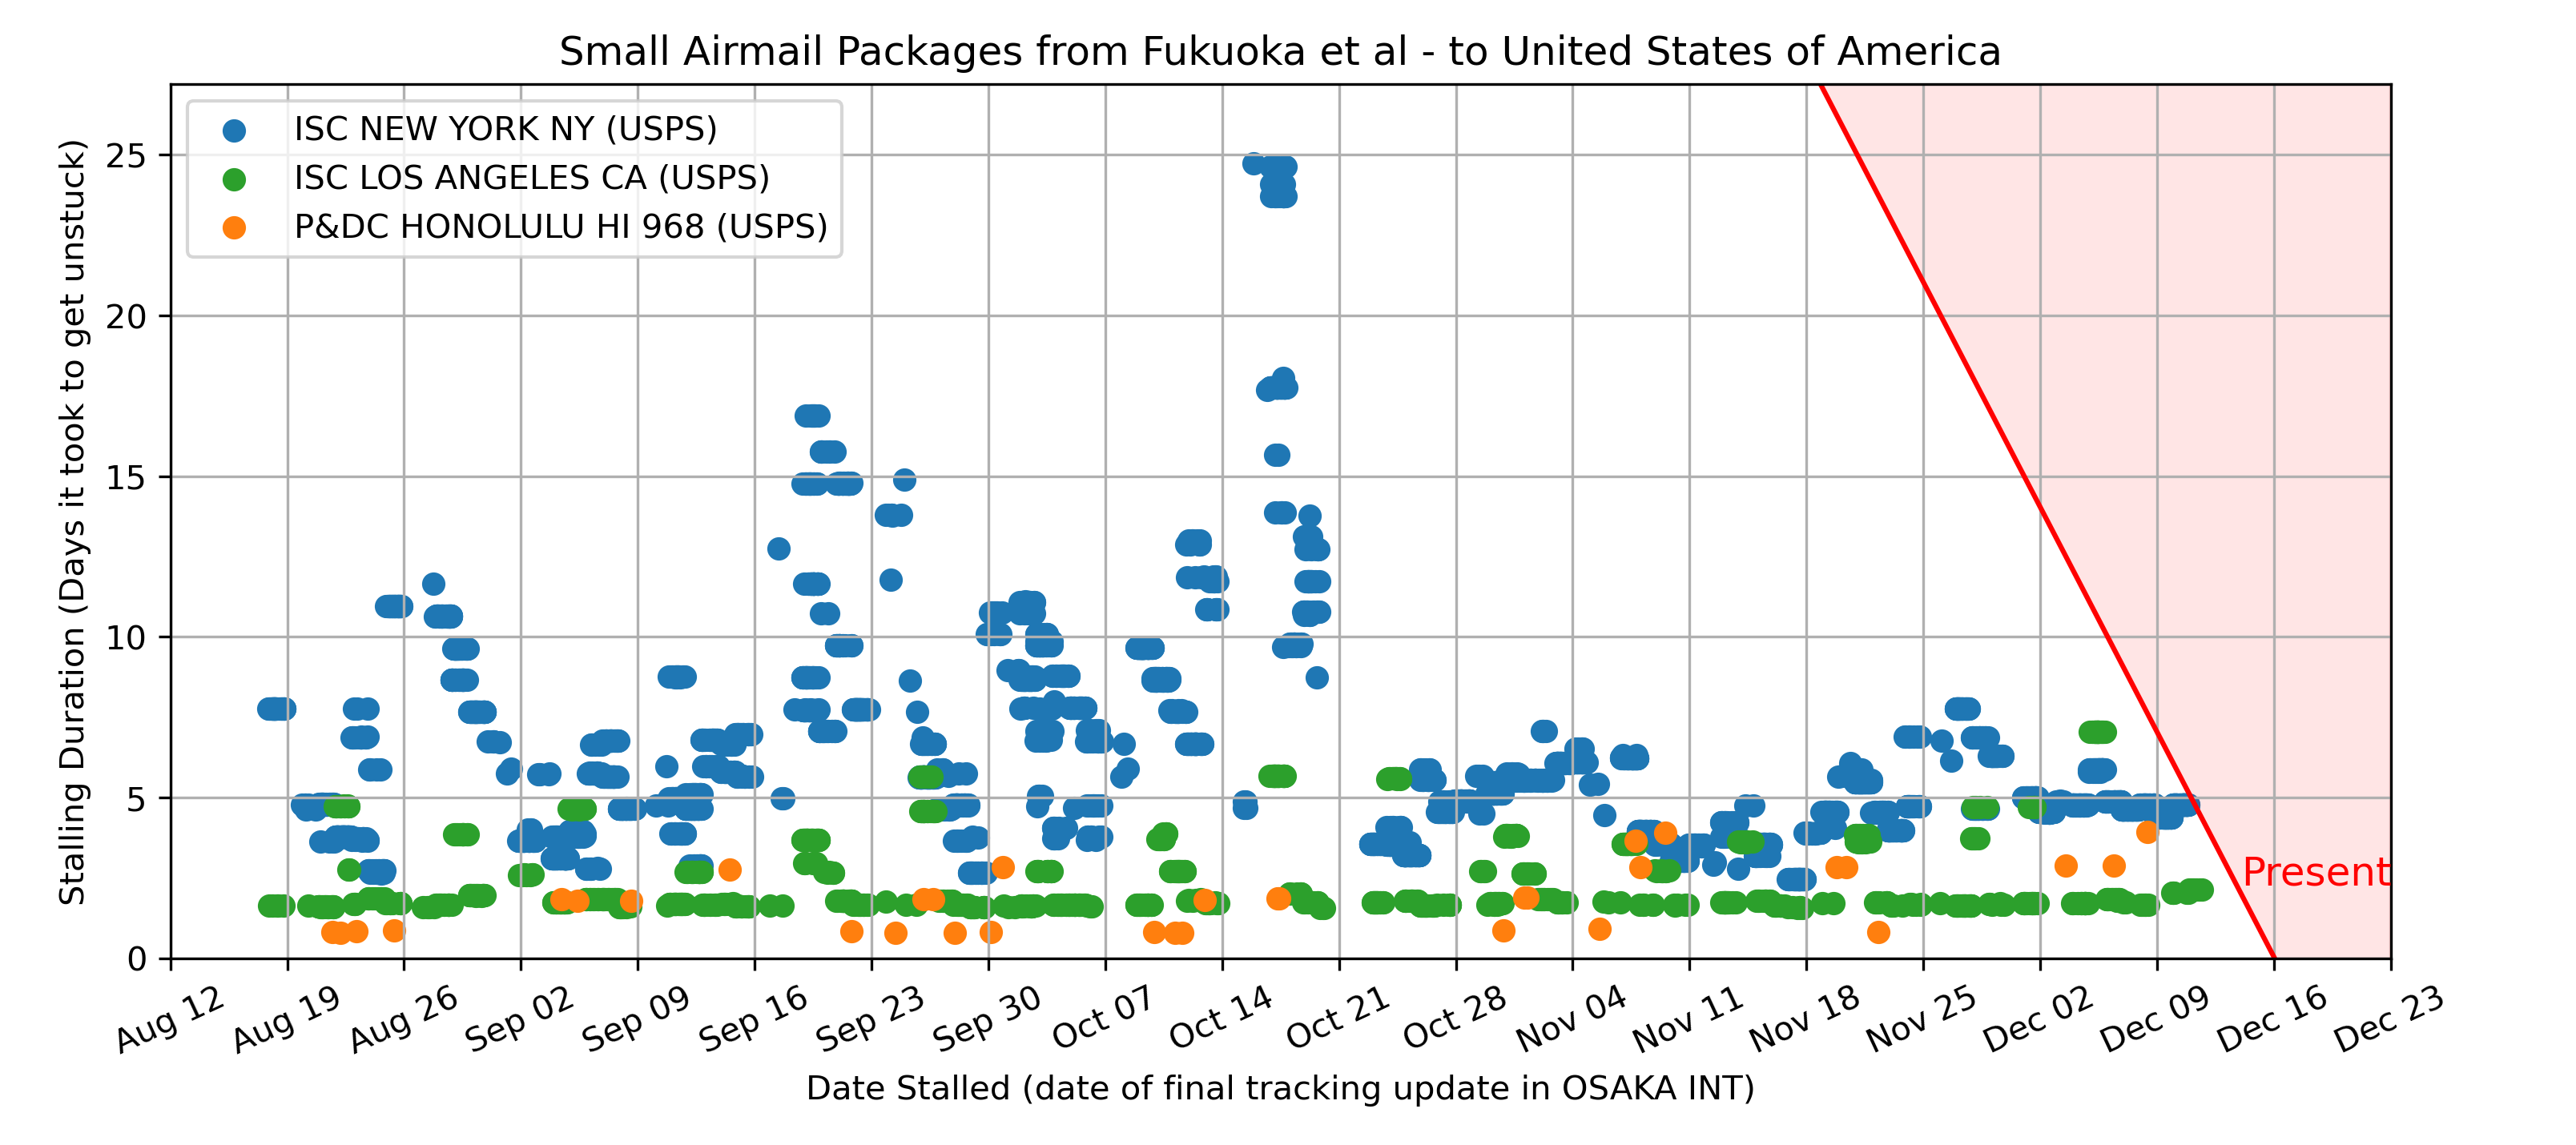 Small Airmail Packages from Fukuoka et al - to United States of America
ISC NEW YORK NY (USPS)
ISC LOS ANGELES CA (USPS)
P&DC HONOLULU HI 968 (USPS)
Stalling Duration (Days it took to get unstuck)
25
20
15
10
5
0
Present
Aug 12
Aug 19
Aug 26
Sep 02
Sep 09
Sep 16
Sep 23
Sep 30
Oct 07
Oct 14
Oct 21
Oct 28
Nov 04
Nov 11
Nov 18
Nov 25
Dec 02
Dec 09
Dec 16
Dec 23
Date Stalled (date of final tracking update in OSAKA INT)